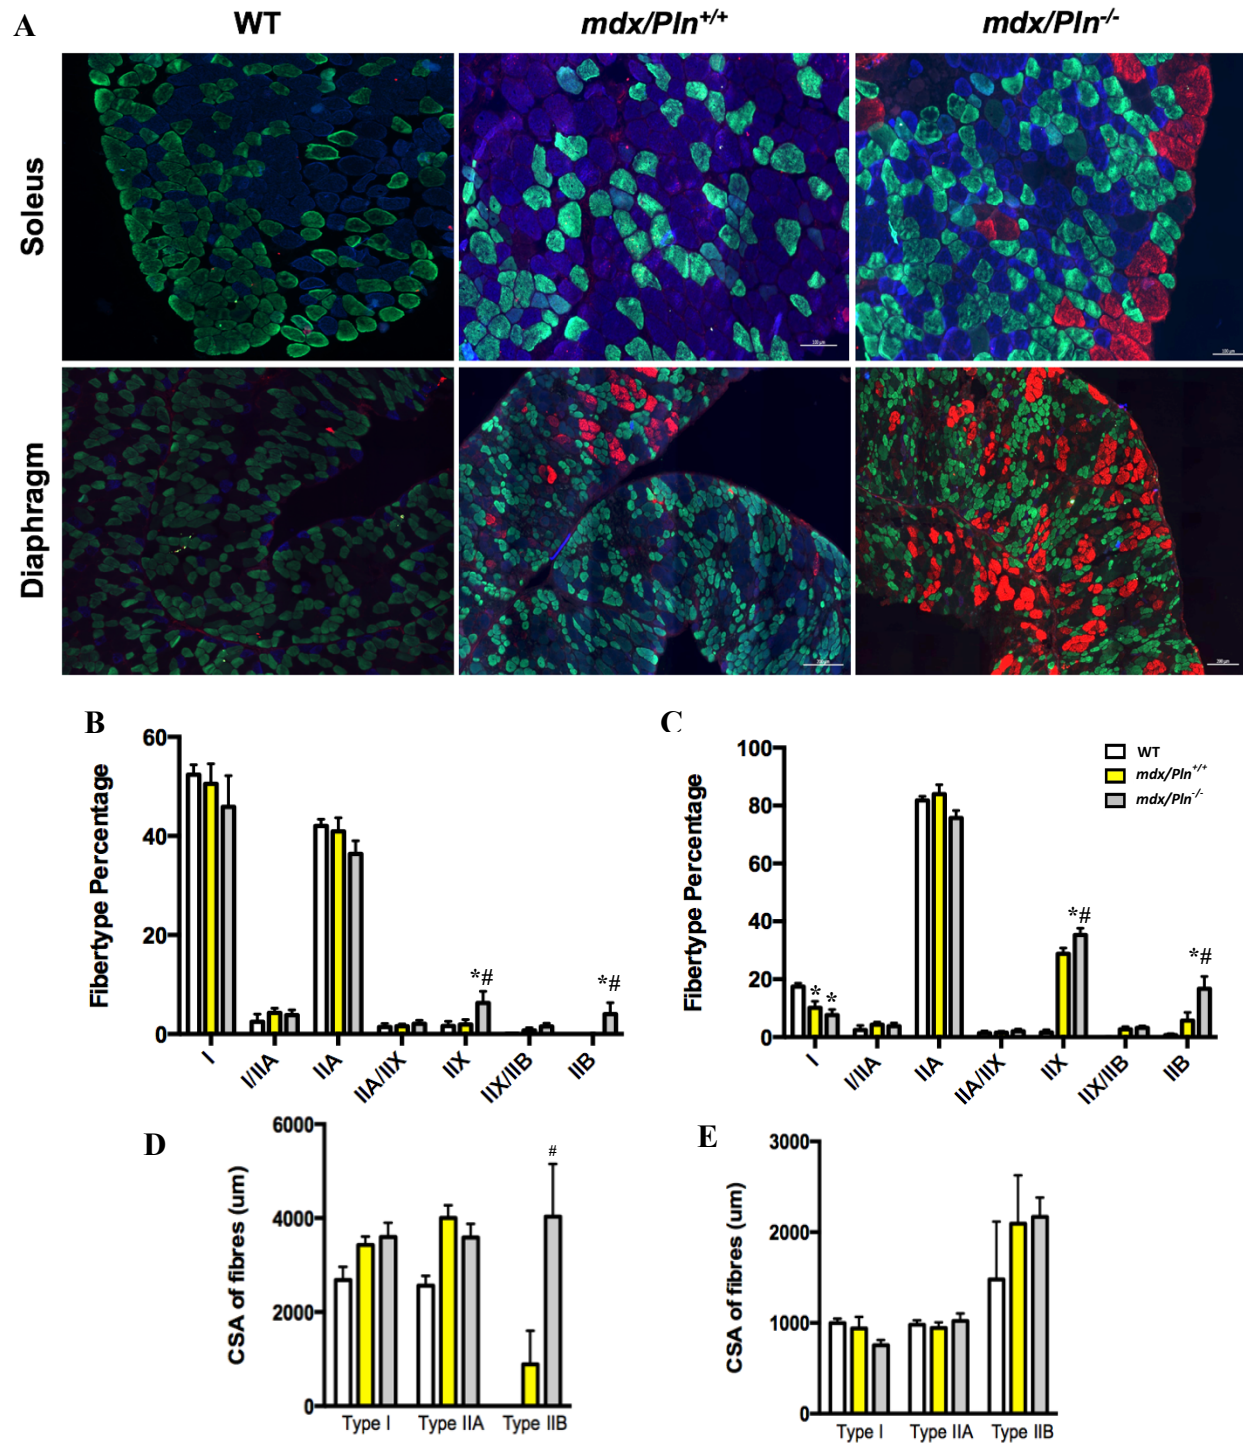 A
WT
mdx/Pln+/+
mdx/Pln-/-
Soleus
Diaphragm
B
60
40
20
0
Fibertype Percentage
*#
*#
I
I/IIA
IIA
IIA/IIX
IIX
IIX/IIB
IIB
C
100
80
60
40
20
0
Fibertype Percentage
WT
mdx/Pln+/+
mdx/Pln-/-
*
*
*#
*#
I
I/IIA
IIA
IIA/IIX
IIX
IIX/IIB
IIB
D
6000
4000
2000
0
CSA of fibres (um)
#
Type I
Type IIA
Type IIB
E
3000
2000
1000
0
CSA of fibres (um)
Type I
Type IIA
Type IIB